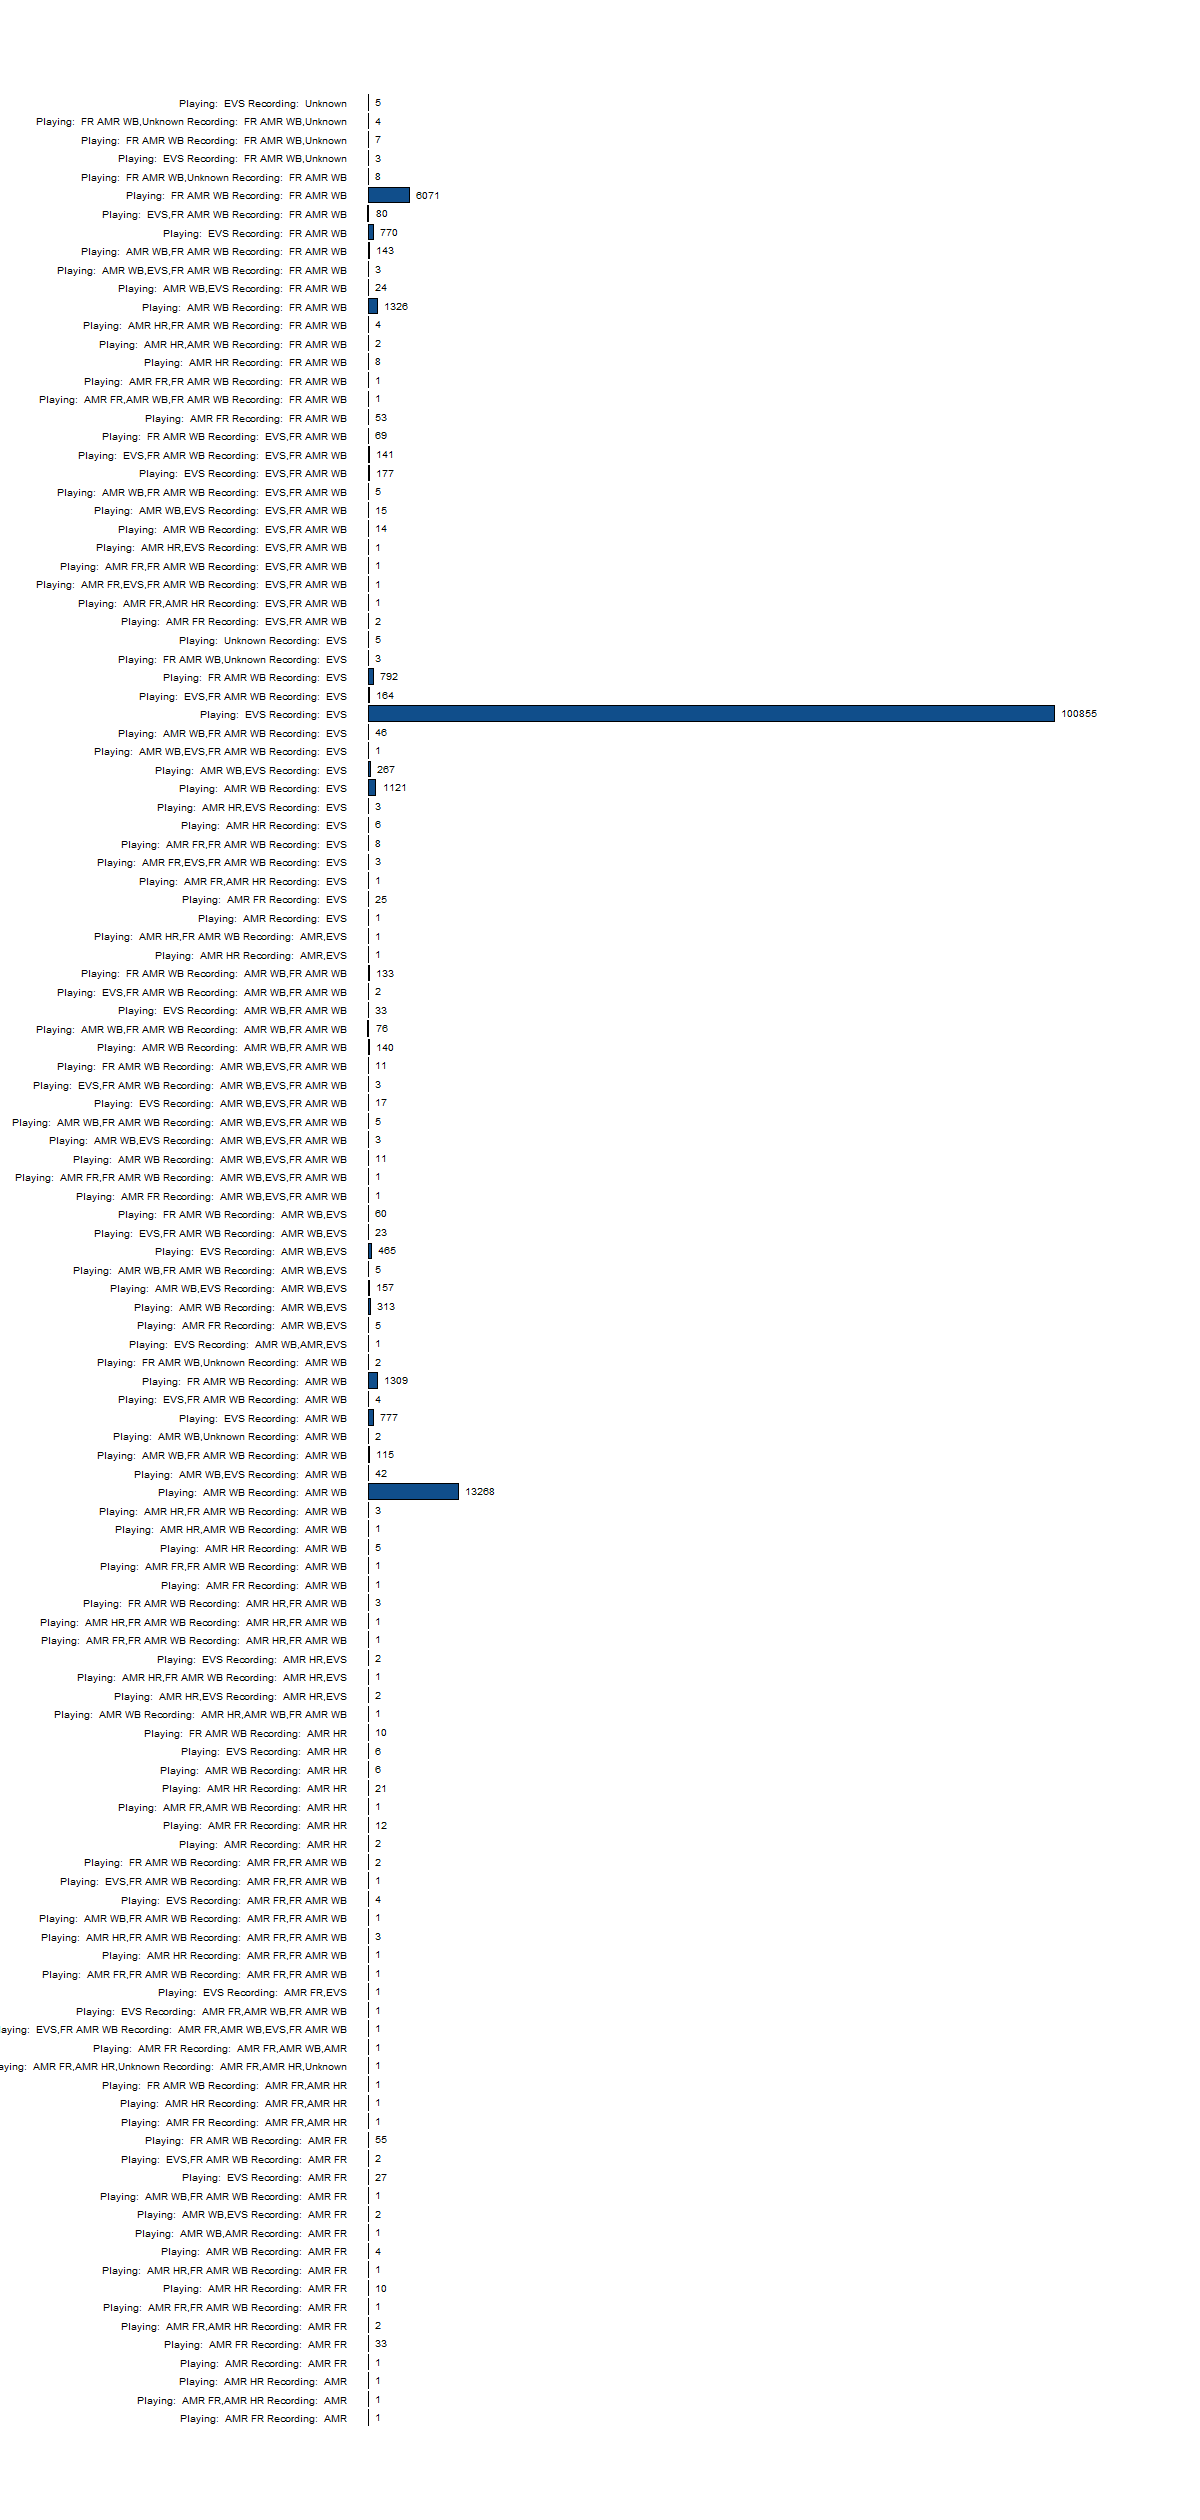 Playing: EVS Recording: Unknown 5
Playing: FR AMR WB,Unknown Recording: FR AMR WB,Unknown 4
Playing: FR AMR WB Recording: FR AMR WB,Unknown 7
Playing: EVS Recording: FR AMR WB,Unknown 3
Playing: FR AMR WB,Unknown Recording: FR AMR WB 8
Playing: FR AMR WB Recording: FR AMR WB 6071
Playing: EVS,FR AMR WB Recording: FR AMR WB 80
Playing: EVS Recording: FR AMR WB 770
Playing: AMR WB,FR AMR WB Recording: FR AMR WB 143
Playing: AMR WB,EVS,FR AMR WB Recording: FR AMR WB 3
Playing: AMR WB,EVS Recording: FR AMR WB 24
Playing: AMR WB Recording: FR AMR WB 1326
Playing: AMR HR,FR AMR WB Recording: FR AMR WB 4
Playing: AMR HR,AMR WB Recording: FR AMR WB 2
Playing: AMR HR Recording: FR AMR WB 8
Playing: AMR FR,FR AMR WB Recording: FR AMR WB 1
Playing: AMR FR,AMR WB,FR AMR WB Recording: FR AMR WB 1
Playing: AMR FR Recording: FR AMR WB 53
Playing: FR AMR WB Recording: EVS,FR AMR WB 69
Playing: EVS,FR AMR WB Recording: EVS,FR AMR WB 141
Playing: EVS Recording: EVS,FR AMR WB 177
Playing: AMR WB,FR AMR WB Recording: EVS,FR AMR WB 5
Playing: AMR WB,EVS Recording: EVS,FR AMR WB 15
Playing: AMR WB Recording: EVS,FR AMR WB 14
Playing: AMR HR,EVS Recording: EVS,FR AMR WB 1
Playing: AMR FR,FR AMR WB Recording: EVS,FR AMR WB 1
Playing: AMR FR,EVS,FR AMR WB Recording: EVS,FR AMR WB 1
Playing: AMR FR,AMR HR Recording: EVS,FR AMR WB 1
Playing: AMR FR Recording: EVS,FR AMR WB 2
Playing: Unknown Recording: EVS 5
Playing: FR AMR WB,Unknown Recording: EVS 3
Playing: FR AMR WB Recording: EVS 792
Playing: EVS,FR AMR WB Recording: EVS 164
Playing: EVS Recording: EVS 100855
Playing: AMR WB,FR AMR WB Recording: EVS 46
Playing: AMR WB,EVS,FR AMR WB Recording: EVS 1
Playing: AMR WB,EVS Recording: EVS 267
Playing: AMR WB Recording: EVS 1121
Playing: AMR HR,EVS Recording: EVS 3
Playing: AMR HR Recording: EVS 6
Playing: AMR FR,FR AMR WB Recording: EVS 8
Playing: AMR FR,EVS,FR AMR WB Recording: EVS 3
Playing: AMR FR,AMR HR Recording: EVS 1
Playing: AMR FR Recording: EVS 25
Playing: AMR Recording: EVS 1
Playing: AMR HR,FR AMR WB Recording: AMR,EVS 1
Playing: AMR HR Recording: AMR,EVS 1
Playing: FR AMR WB Recording: AMR WB,FR AMR WB 133
Playing: EVS,FR AMR WB Recording: AMR WB,FR AMR WB 2
Playing: EVS Recording: AMR WB,FR AMR WB 33
Playing: AMR WB,FR AMR WB Recording: AMR WB,FR AMR WB 76
Playing: AMR WB Recording: AMR WB,FR AMR WB 140
Playing: FR AMR WB Recording: AMR WB,EVS,FR AMR WB 11
Playing: EVS,FR AMR WB Recording: AMR WB,EVS,FR AMR WB 3
Playing: EVS Recording: AMR WB,EVS,FR AMR WB 17
Playing: AMR WB,FR AMR WB Recording: AMR WB,EVS,FR AMR WB 5
Playing: AMR WB,EVS Recording: AMR WB,EVS,FR AMR WB 3
Playing: AMR WB Recording: AMR WB,EVS,FR AMR WB 11
Playing: AMR FR,FR AMR WB Recording: AMR WB,EVS,FR AMR WB 1
Playing: AMR FR Recording: AMR WB,EVS,FR AMR WB 1
Playing: FR AMR WB Recording: AMR WB,EVS 60
Playing: EVS,FR AMR WB Recording: AMR WB,EVS 23
Playing: EVS Recording: AMR WB,EVS 465
Playing: AMR WB,FR AMR WB Recording: AMR WB,EVS 5
Playing: AMR WB,EVS Recording: AMR WB,EVS 157
Playing: AMR WB Recording: AMR WB,EVS 313
Playing: AMR FR Recording: AMR WB,EVS 5
Playing: EVS Recording: AMR WB,AMR,EVS 1
Playing: FR AMR WB,Unknown Recording: AMR WB 2
Playing: FR AMR WB Recording: AMR WB 1309
Playing: EVS,FR AMR WB Recording: AMR WB 4
Playing: EVS Recording: AMR WB 777
Playing: AMR WB,Unknown Recording: AMR WB 2
Playing: AMR WB,FR AMR WB Recording: AMR WB 115
Playing: AMR WB,EVS Recording: AMR WB 42
Playing: AMR WB Recording: AMR WB 13268
Playing: AMR HR,FR AMR WB Recording: AMR WB 3
Playing: AMR HR,AMR WB Recording: AMR WB 1
Playing: AMR HR Recording: AMR WB 5
Playing: AMR FR,FR AMR WB Recording: AMR WB 1
Playing: AMR FR Recording: AMR WB 1
Playing: FR AMR WB Recording: AMR HR,FR AMR WB 3
Playing: AMR HR,FR AMR WB Recording: AMR HR,FR AMR WB 1
Playing: AMR FR,FR AMR WB Recording: AMR HR,FR AMR WB 1
Playing: EVS Recording: AMR HR,EVS 2
Playing: AMR HR,FR AMR WB Recording: AMR HR,EVS 1
Playing: AMR HR,EVS Recording: AMR HR,EVS 2
Playing: AMR WB Recording: AMR HR,AMR WB,FR AMR WB 1
Playing: FR AMR WB Recording: AMR HR 10
Playing: EVS Recording: AMR HR 6
Playing: AMR WB Recording: AMR HR 6
Playing: AMR HR Recording: AMR HR 21
Playing: AMR FR,AMR WB Recording: AMR HR 1
Playing: AMR FR Recording: AMR HR 12
Playing: AMR Recording: AMR HR 2
Playing: FR AMR WB Recording: AMR FR,FR AMR WB 2
Playing: EVS,FR AMR WB Recording: AMR FR,FR AMR WB 1
Playing: EVS Recording: AMR FR,FR AMR WB 4
Playing: AMR WB,FR AMR WB Recording: AMR FR,FR AMR WB 1
Playing: AMR HR,FR AMR WB Recording: AMR FR,FR AMR WB 3
Playing: AMR HR Recording: AMR FR,FR AMR WB 1
Playing: AMR FR,FR AMR WB Recording: AMR FR,FR AMR WB 1
Playing: EVS Recording: AMR FR,EVS 1
Playing: EVS Recording: AMR FR,AMR WB,FR AMR WB 1
laying: EVS,FR AMR WB Recording: AMR FR,AMR WB,EVS,FR AMR WB 1
Playing: AMR FR Recording: AMR FR,AMR WB,AMR 1
aying: AMR FR,AMR HR,Unknown Recording: AMR FR,AMR HR,Unknown 1
Playing: FR AMR WB Recording: AMR FR,AMR HR 1
Playing: AMR HR Recording: AMR FR,AMR HR 1
Playing: AMR FR Recording: AMR FR,AMR HR 1
Playing: FR AMR WB Recording: AMR FR 55
Playing: EVS,FR AMR WB Recording: AMR FR 2
Playing: EVS Recording: AMR FR 27
Playing: AMR WB,FR AMR WB Recording: AMR FR 1
Playing: AMR WB,EVS Recording: AMR FR 2
Playing: AMR WB,AMR Recording: AMR FR 1
Playing: AMR WB Recording: AMR FR 4
Playing: AMR HR,FR AMR WB Recording: AMR FR 1
Playing: AMR HR Recording: AMR FR 10
Playing: AMR FR,FR AMR WB Recording: AMR FR 1
Playing: AMR FR,AMR HR Recording: AMR FR 2
Playing: AMR FR Recording: AMR FR 33
Playing: AMR Recording: AMR FR 1
Playing: AMR HR Recording: AMR 1
Playing: AMR FR,AMR HR Recording: AMR 1
Playing: AMR FR Recording: AMR 1